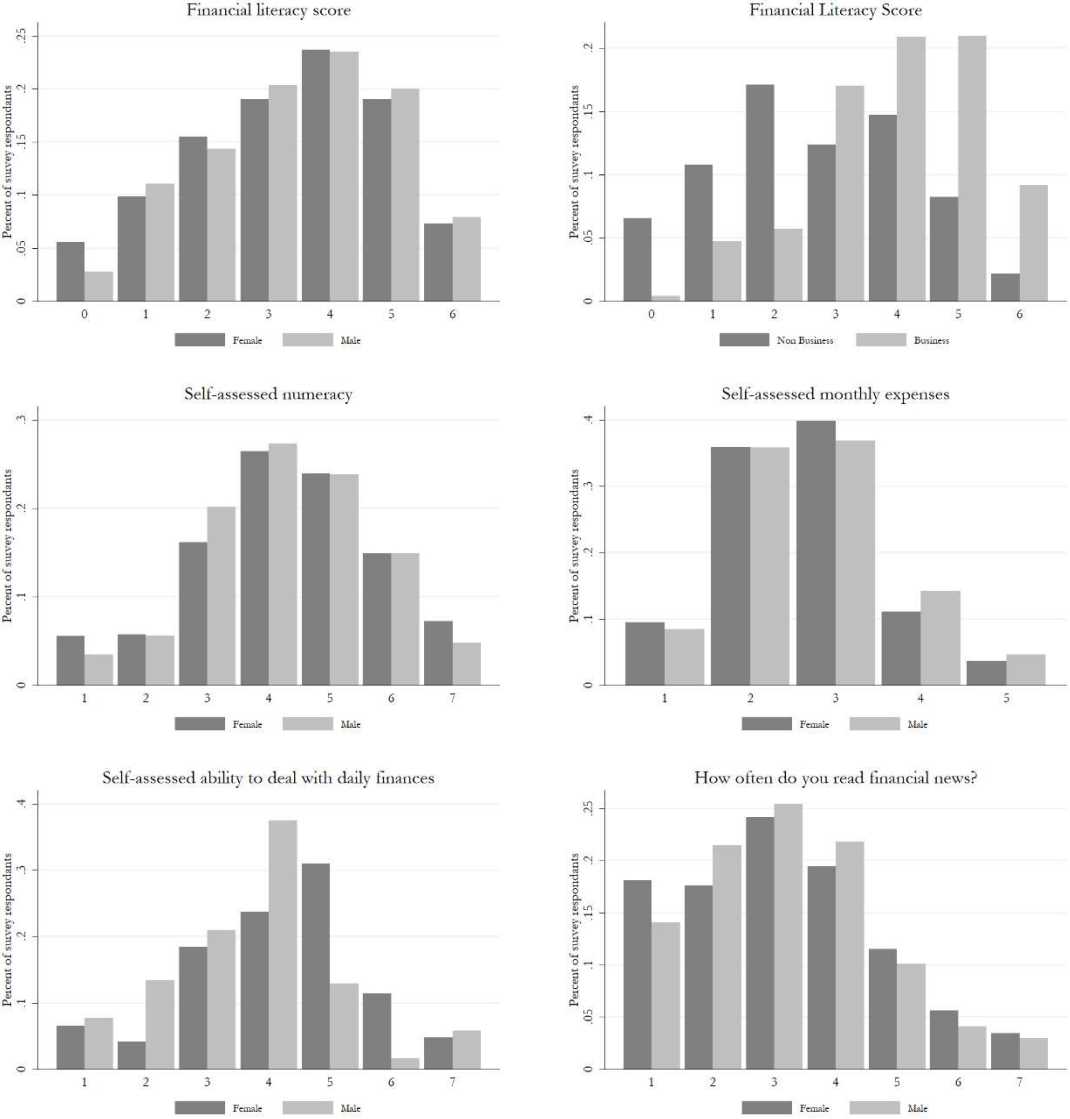 Financial literacy score
Percent of survey respondants
.25
.2
.15
.1
.05
0
0 1 2 3 4 5 6
Female Male
Financial Literacy Score
Percent of survey respondants
.2
.15
.1
.05
0
0 1 2 3 4 5 6
Non Business Business
Self-assessed numeracy
Percent of survey respondants
.3
.2
.1
0
1 2 3 4 5 6 7
Female Male
Self-assessed monthly expenses
Percent of survey respondants
.4
.3
.2
.1
0
1 2 3 4 5
Female Male
Self-assessed ability to deal with daily finances
Percent of survey respondants
.4
.3
.2
.1
0
1 2 3 4 5 6 7
Female Male
How often do you read financial news?
Percent of survey respondants
.25
.2
.15
.1
.05
0
1 2 3 4 5 6 7
Female Male